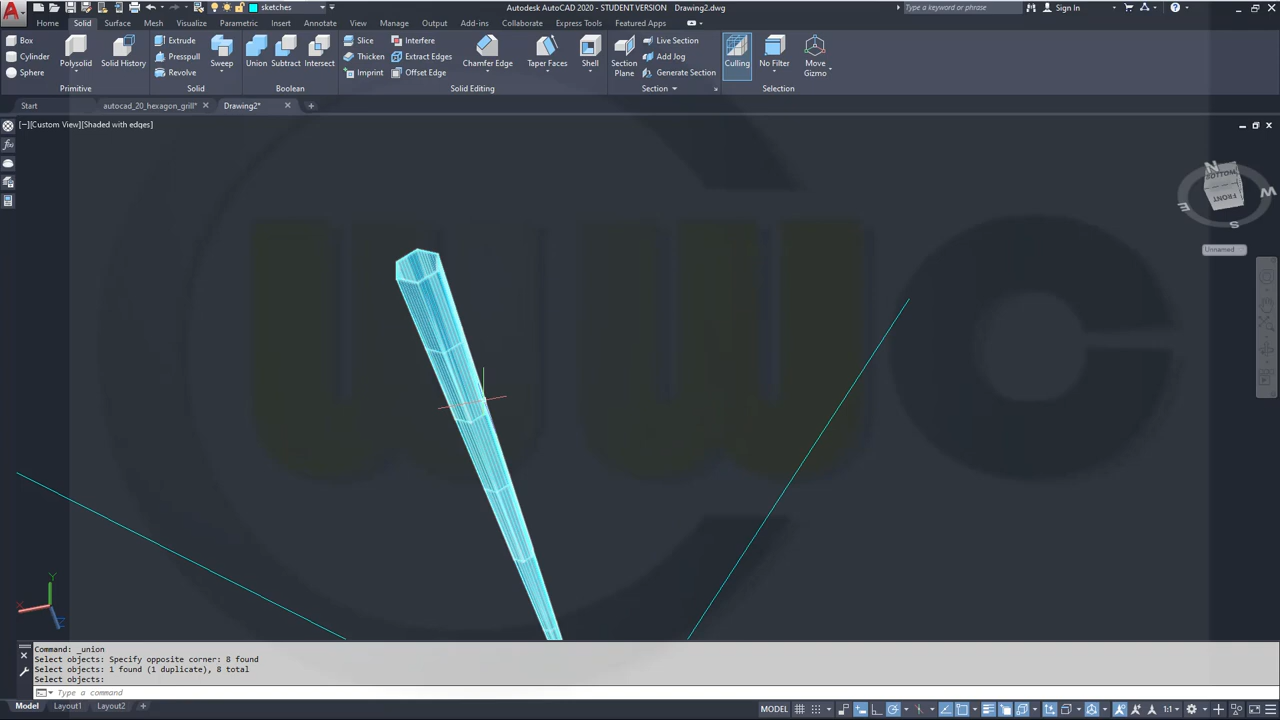 sketches
Autodesk AutoCAD 2020 - STUDENT VERSION Drawing2.dwg
Type a keyword or phrase
Sign In
Home Solid Surface Mesh Visualize Parametric Insert Annotate View Manage Output Add-ins Collaborate Express Tools Featured Apps
Box
Cylinder
Sphere
Polysolid
Solid History
Extrude
Presspull
Revolve
Sweep
Union
Subtract
Intersect
Slice
Thicken
Imprint
Interfere
Extract Edges
Offset Edge
Chamfer Edge
Taper Faces
Shell
Section
Plane
Live Section
Add Jog
Generate Section
Culling
No Filter
Move
Gizmo
Primitive Solid Boolean Solid Editing Section Selection
Start autocad_20_hexagon_grill* Drawing2*
[−][Custom View][Shaded with edges]
N
BOTTOM
W
FRONT
E
S
Unnamed
uwwc
Y
X
Z
Command: _union
Select objects: Specify opposite corner: 8 found
Select objects: 1 found (1 duplicate), 8 total
Select objects:
Type a command
Model Layout1 Layout2
MODEL 1:1